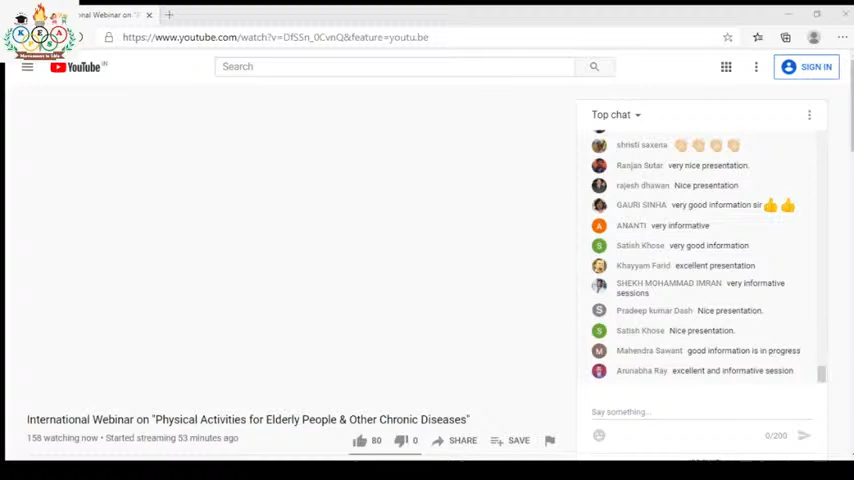 nal Webinar on "P
https://www.youtube.com/watch?v=DfSSn_0CvnQ&feature=youtu.be
K E A
P S
YouTube IN
Search
SIGN IN
Top chat
shristi saxena
Ranjan Sutar very nice presentation.
rajesh dhawan Nice presentation
GAURI SINHA very good information sir
A ANANTI very informative
S Satish Khose very good information
Khayyam Farid excellent presentation
SHEKH MOHAMMAD IMRAN very informative
sessions
S Pradeep kumar Dash Nice presentation.
S Satish Khose Nice presentation.
M Mahendra Sawant good information is in progress
Arunabha Ray excellent and informative session
Say something...
0/200
International Webinar on "Physical Activities for Elderly People & Other Chronic Diseases"
158 watching now • Started streaming 53 minutes ago
80 0 SHARE SAVE